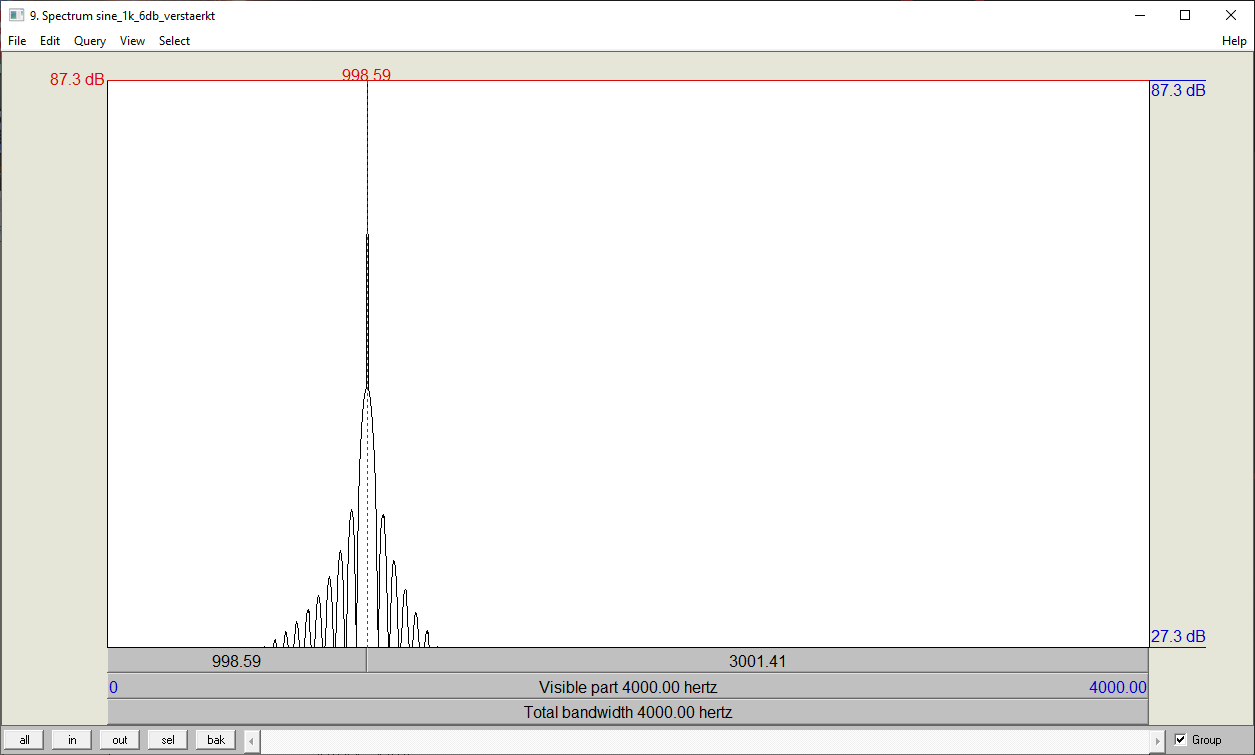 9. Spectrum sine_1k_6db_verstaerkt
File Edit Query View Select Help
998.59
87.3 dB
87.3 dB
27.3 dB
998.59 3001.41
0 Visible part 4000.00 hertz 4000.00
Total bandwidth 4000.00 hertz
all in out sel bak Group